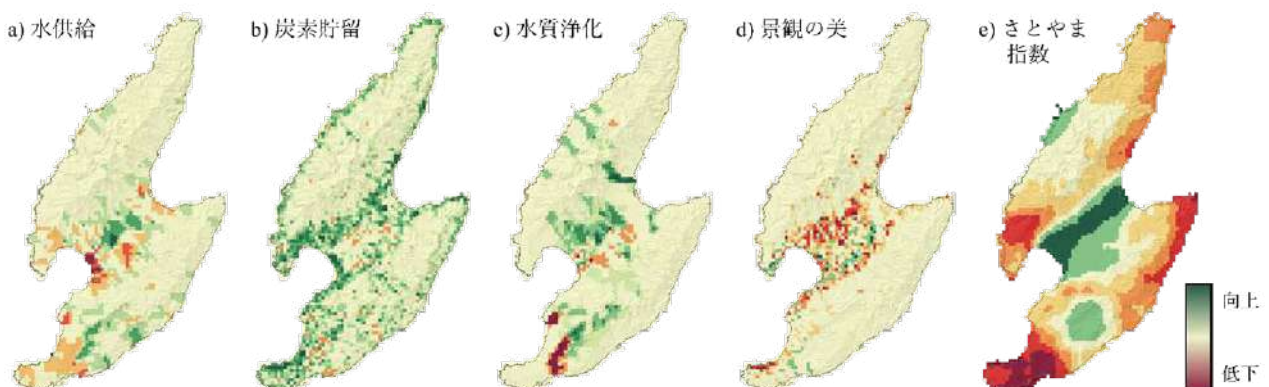 a) 水供給
b) 炭素貯留
c) 水質浄化
d) 景観の美
e) さとやま
指数
向上
低下